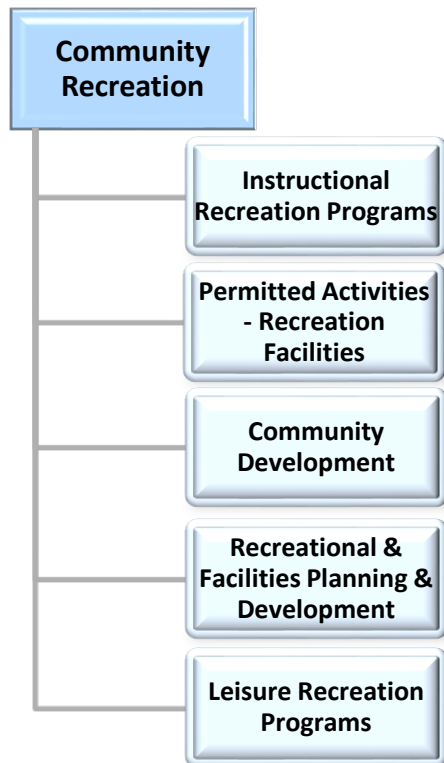 Community
Recreation
Instructional
Recreation Programs
Permitted Activities
- Recreation
Facilities
Community
Development
Recreational &
Facilities Planning &
Development
Leisure Recreation
Programs